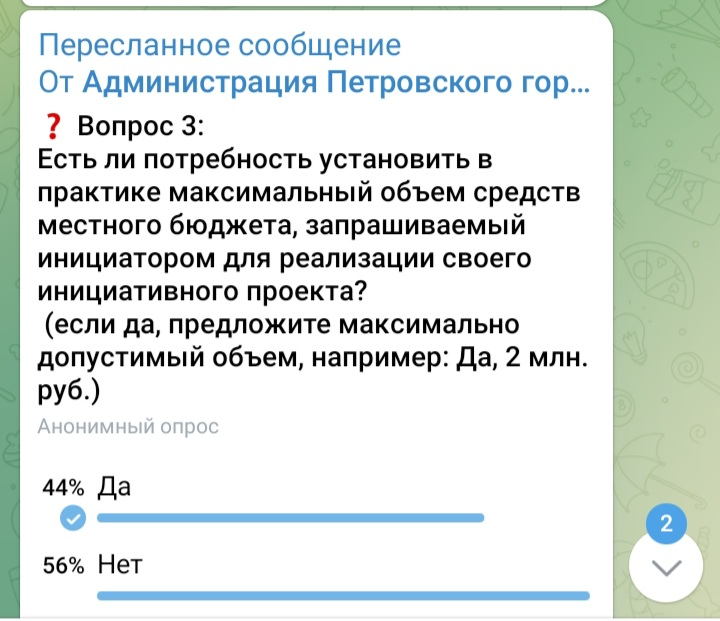 Пересланное сообщение
От Администрация Петровского гор...
❓ Вопрос 3:
Есть ли потребность установить в
практике максимальный объем средств
местного бюджета, запрашиваемый
инициатором для реализации своего
инициативного проекта?
(если да, предложите максимально
допустимый объем, например: Да, 2 млн.
руб.)
Анонимный опрос
44% Да
2
56% Нет